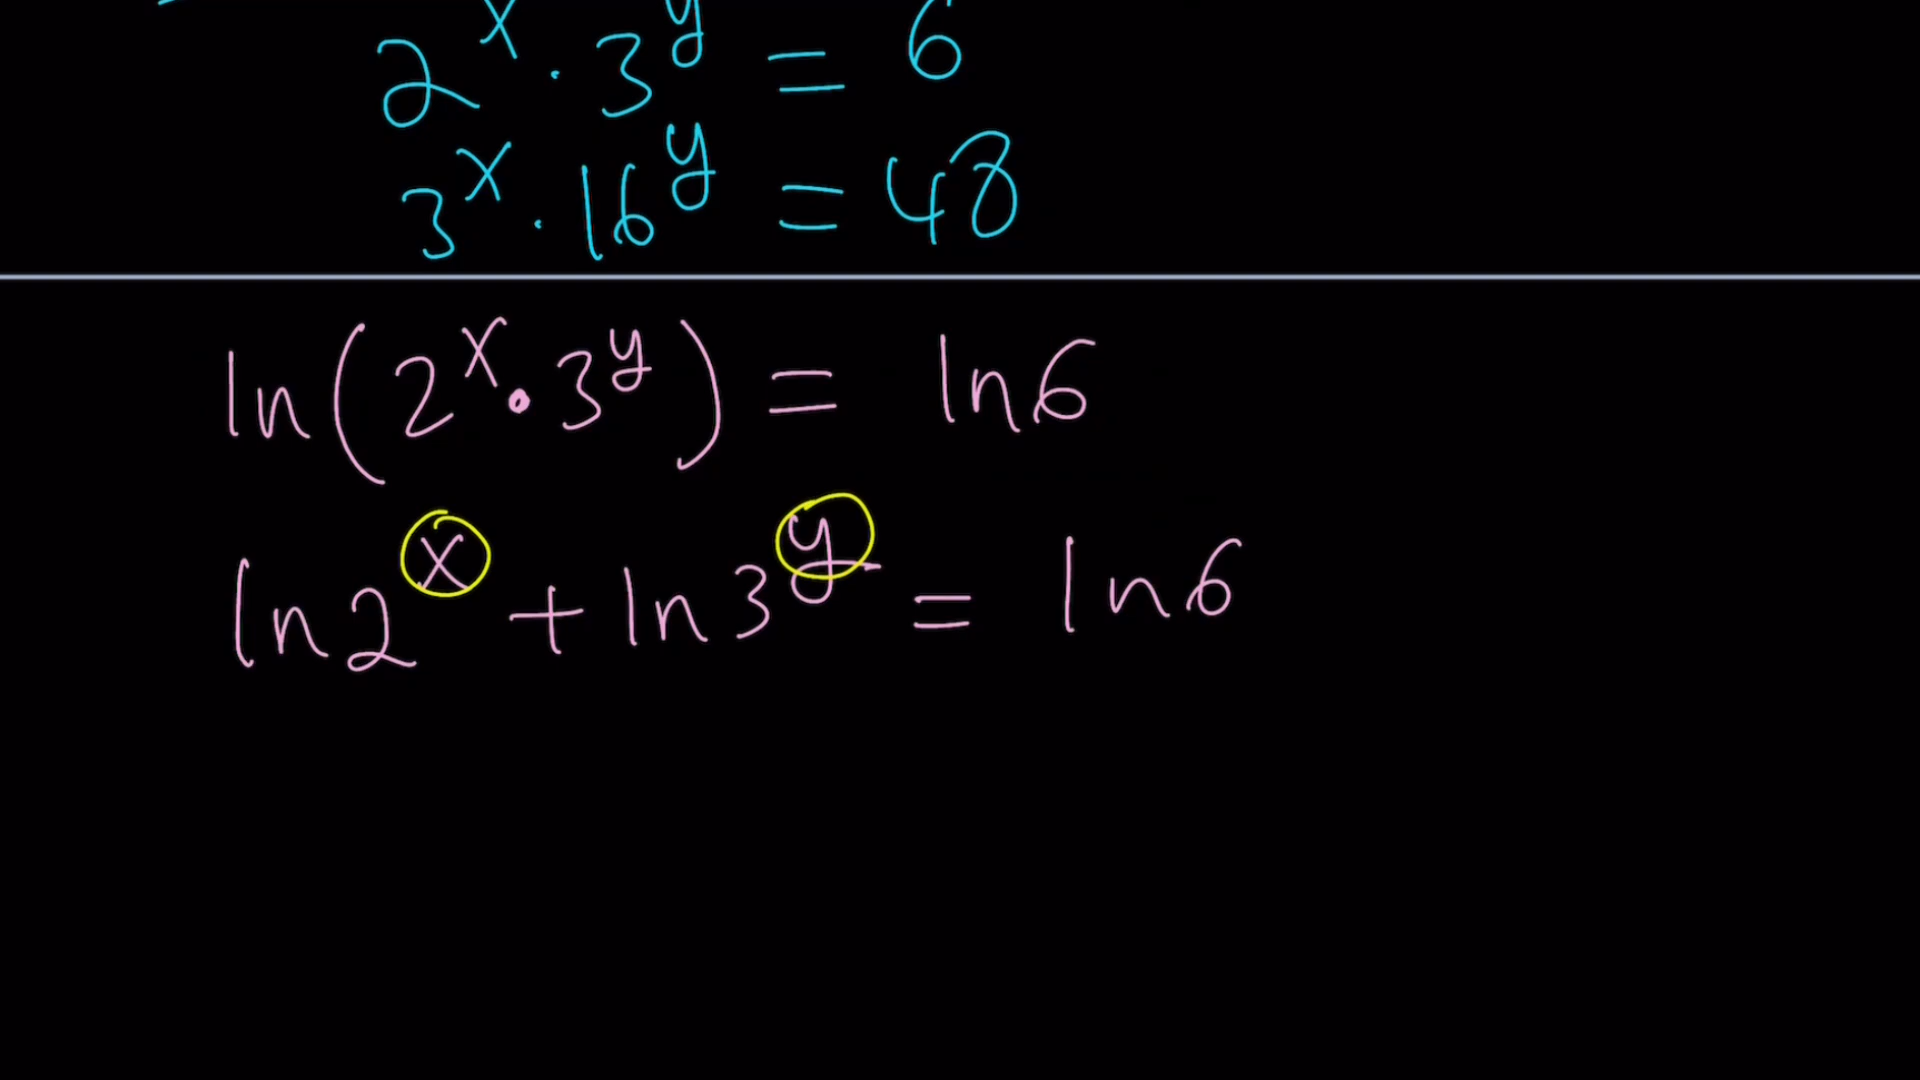 2^x · 3^y = 6
3^x · 16^y = 48
ln(2^x · 3^y) = ln6
ln2^x + ln3^y = ln6